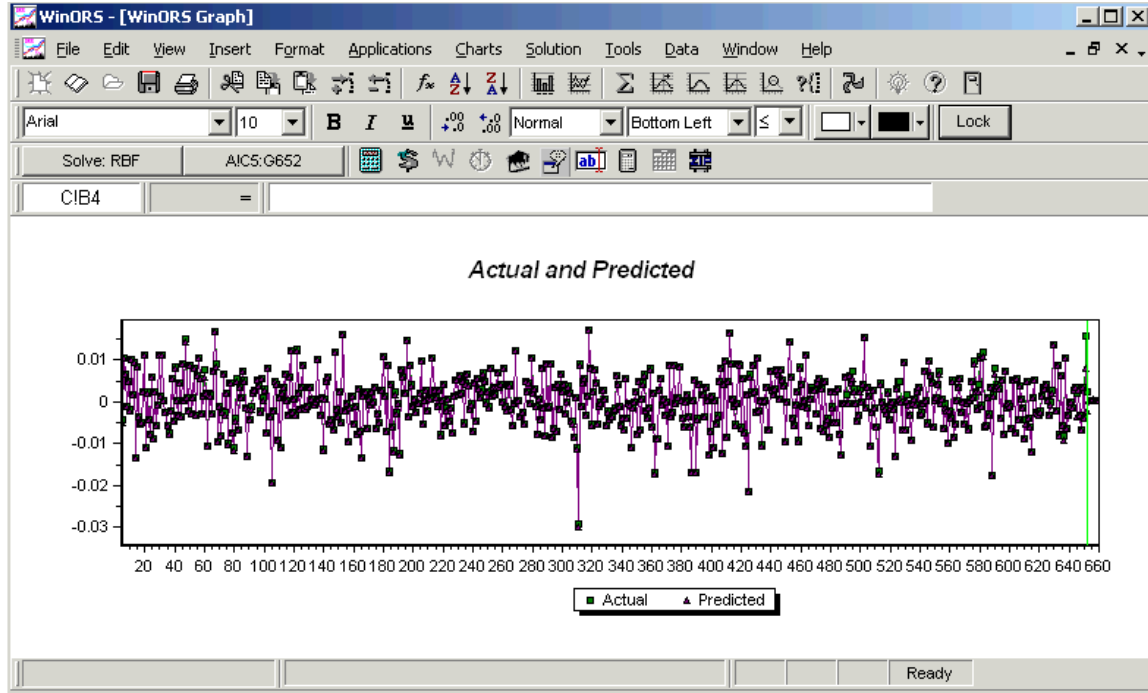 WinORS - [WinORS Graph]
File Edit View Insert Format Applications Charts Solution Tools Data Window Help
Arial 10 B I u Normal Bottom Left ≤ Lock
Solve: RBF A!C5:G652
C!B4 =
Actual and Predicted
0.01
0
-0.01
-0.02
-0.03
20 40 60 80 100 120 140 160 180 200 220 240 260 280 300 320 340 360 380 400 420 440 460 480 500 520 540 560 580 600 620 640 660
Actual Predicted
Ready